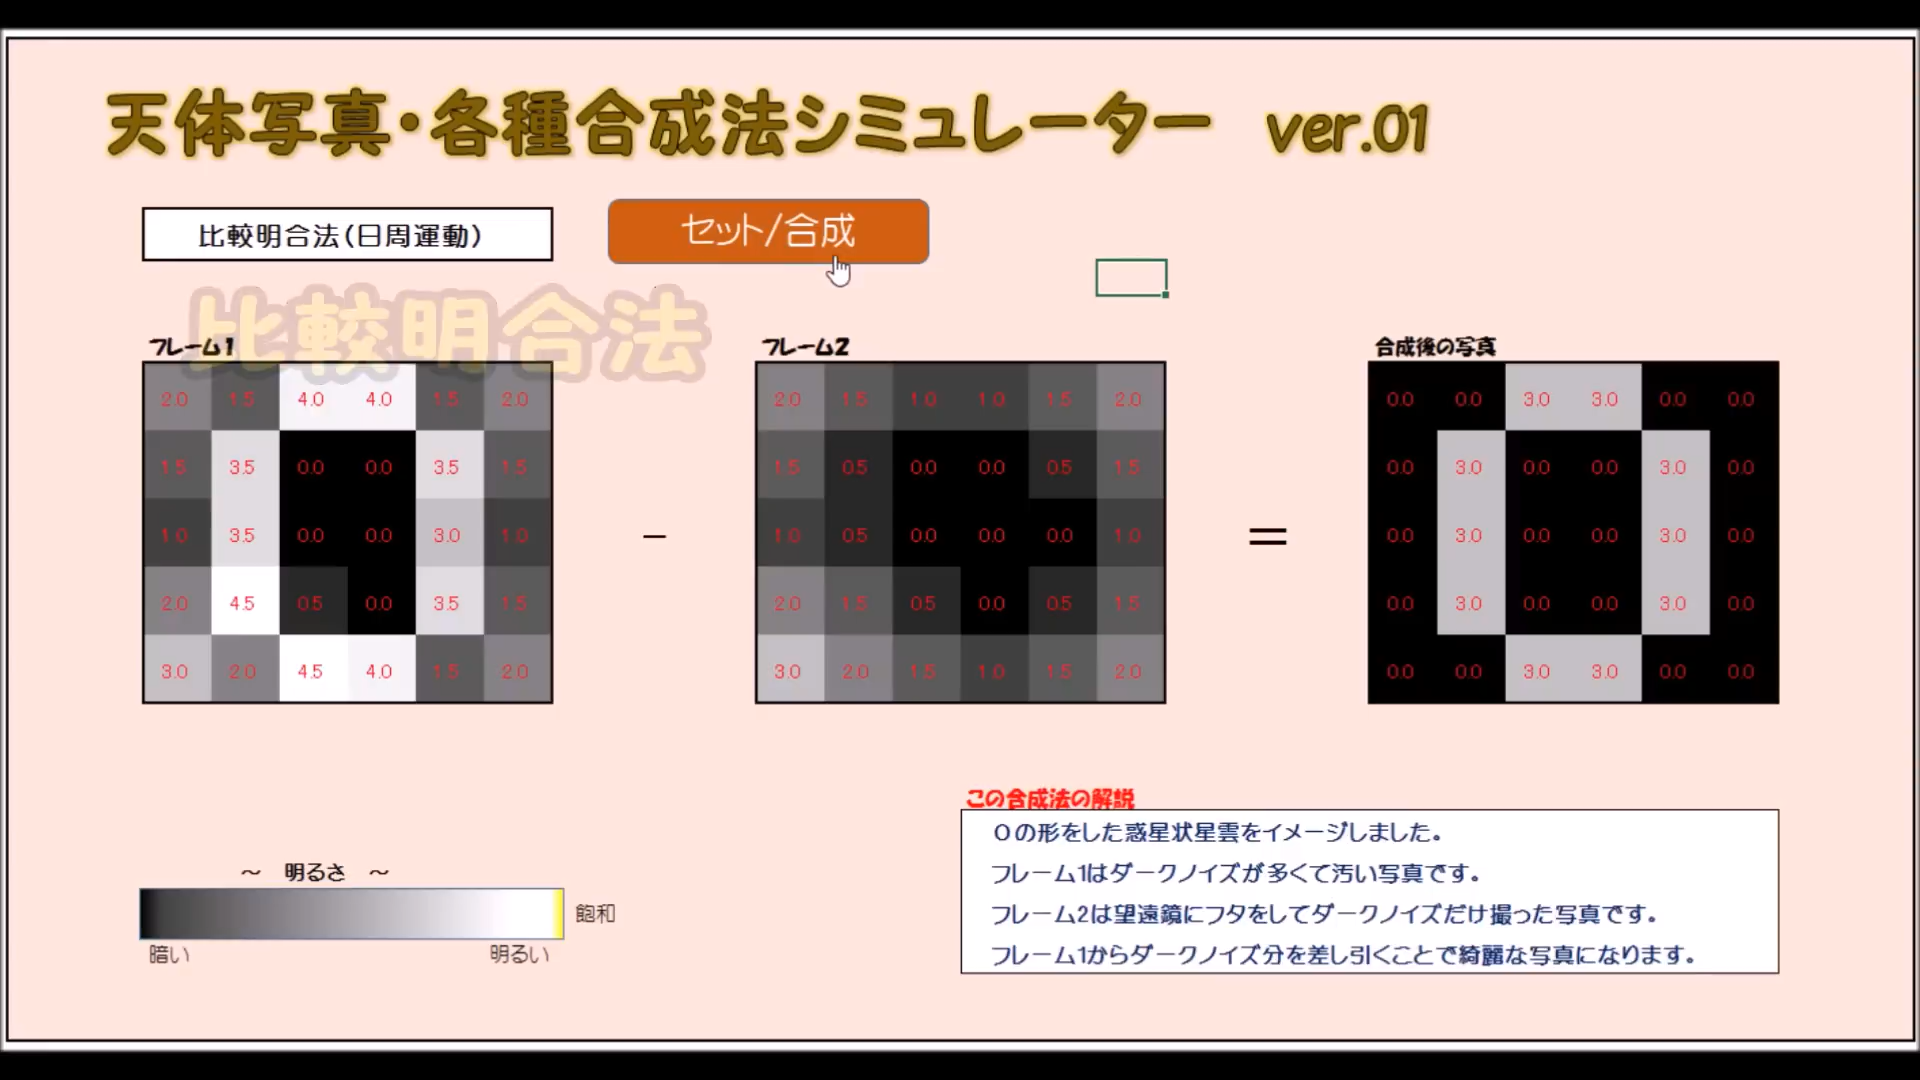 天体写真・各種合成法シミュレーター ver.01
比較明合法(日周運動)
セット/合成
比較明合法
フレーム1
フレーム2
合成後の写真
2.0 1.5 4.0 4.0 1.5 2.0
1.5 3.5 0.0 0.0 3.5 1.5
1.0 3.5 0.0 0.0 3.0 1.0
2.0 4.5 0.5 0.0 3.5 1.5
3.0 2.0 4.5 4.0 1.5 2.0
−
2.0 1.5 1.0 1.0 1.5 2.0
1.5 0.5 0.0 0.0 0.5 1.5
1.0 0.5 0.0 0.0 0.0 1.0
2.0 1.5 0.5 0.0 0.5 1.5
3.0 2.0 1.5 1.0 1.5 2.0
=
0.0 0.0 3.0 3.0 0.0 0.0
0.0 3.0 0.0 0.0 3.0 0.0
0.0 3.0 0.0 0.0 3.0 0.0
0.0 3.0 0.0 0.0 3.0 0.0
0.0 0.0 3.0 3.0 0.0 0.0
～ 明るさ ～
飽和
暗い
明るい
この合成法の解説
Oの形をした惑星状星雲をイメージしました。
フレーム1はダークノイズが多くて汚い写真です。
フレーム2は望遠鏡にフタをしてダークノイズだけ撮った写真です。
フレーム1からダークノイズ分を差し引くことで綺麗な写真になります。